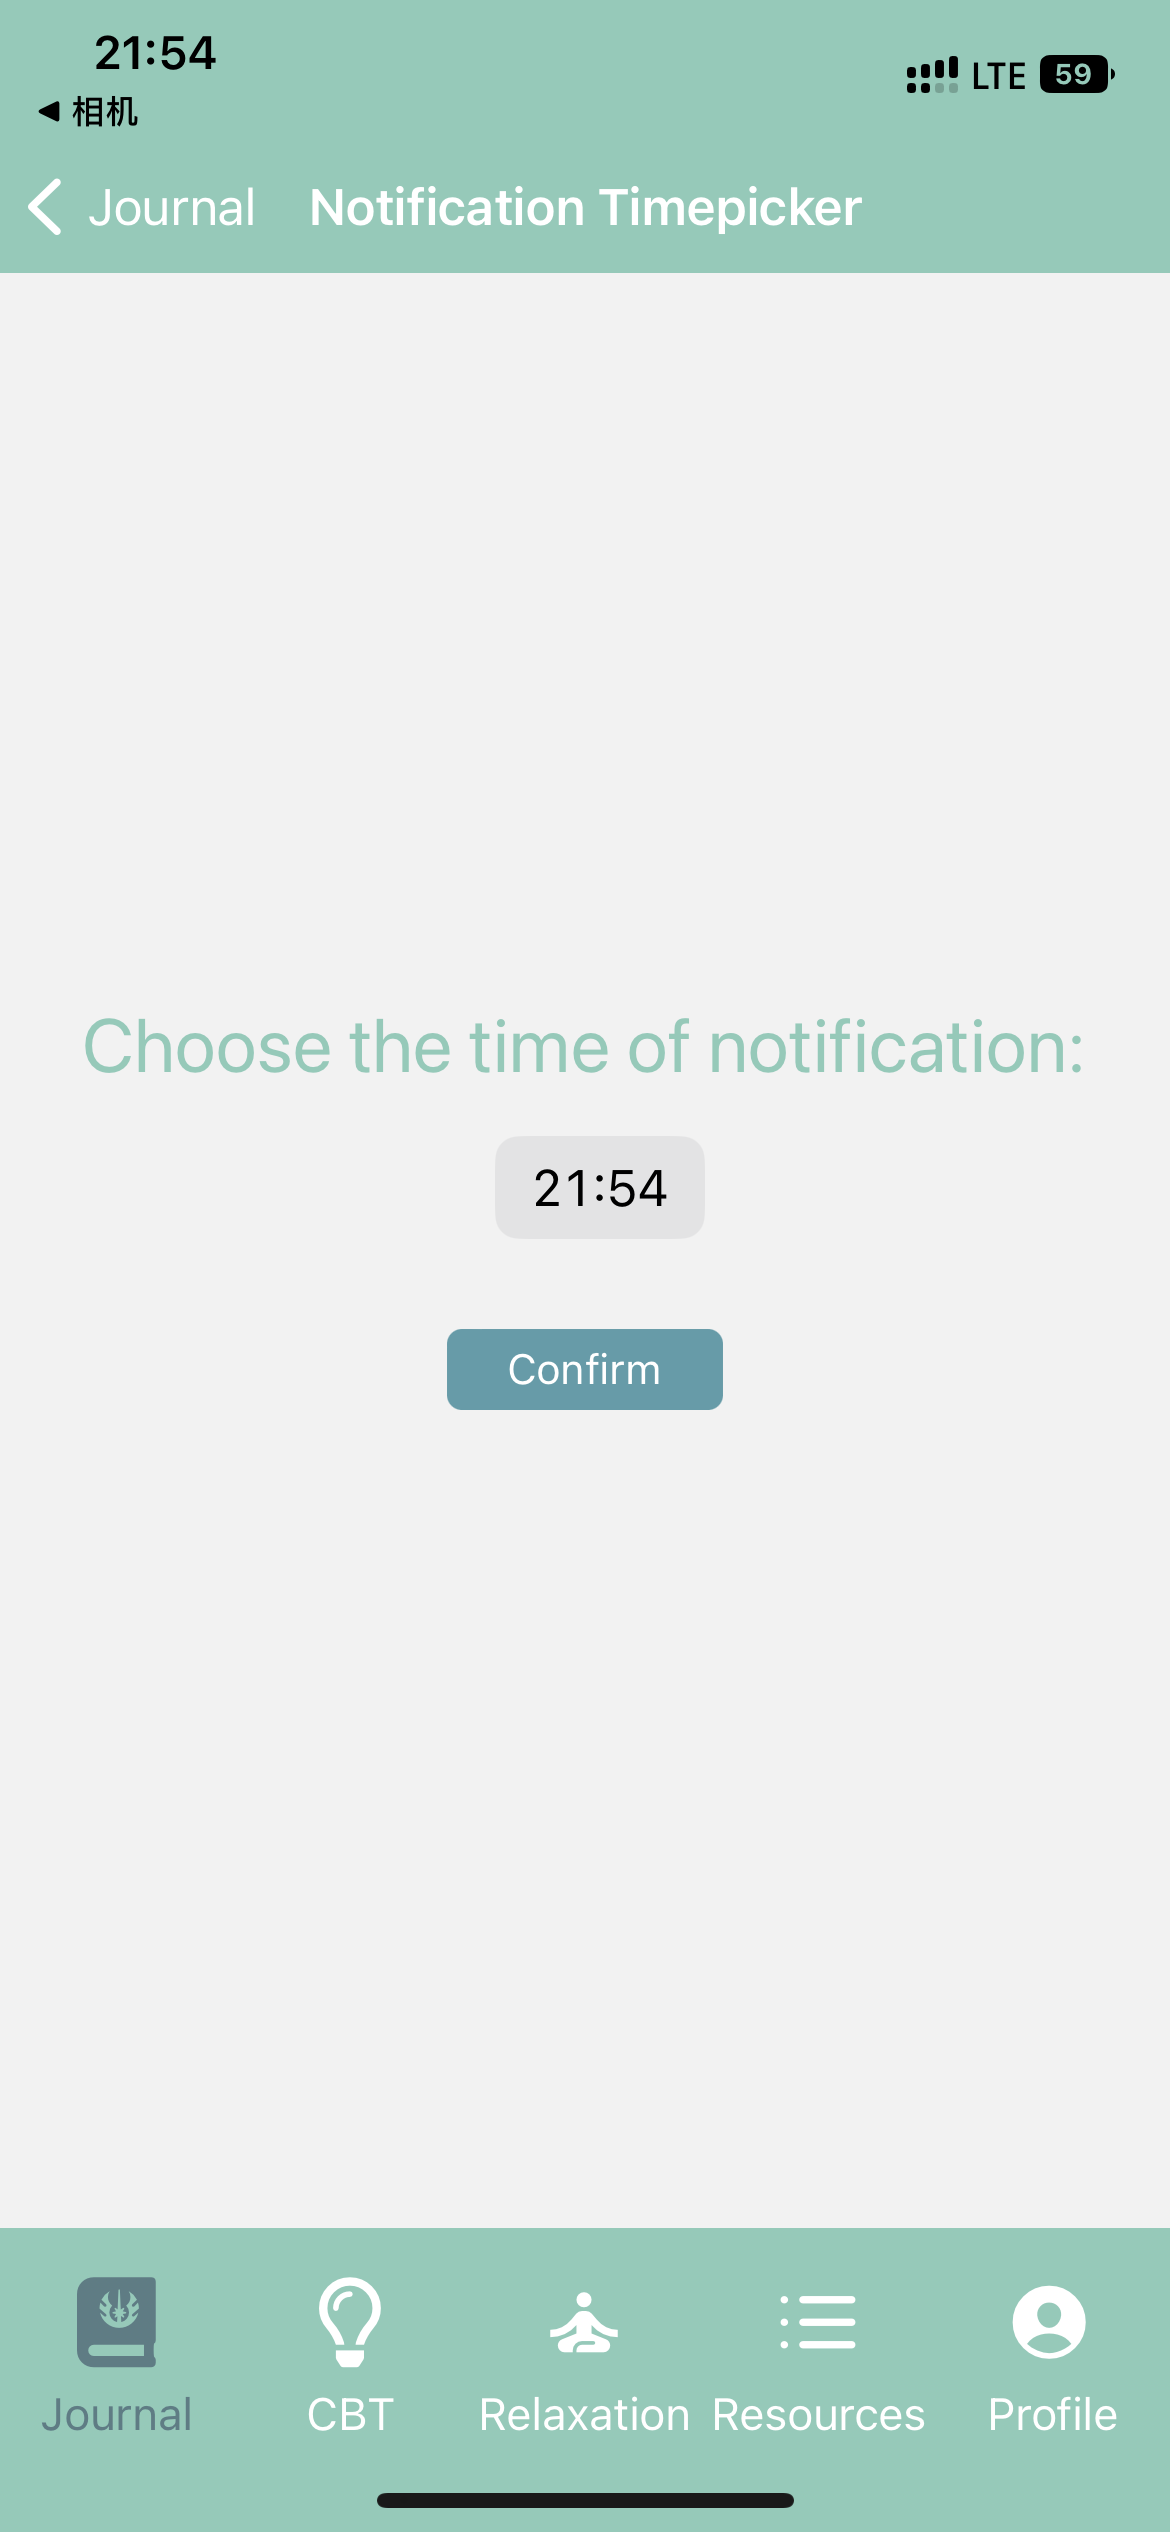 21:54
LTE 59
◀ 相机
Journal Notification Timepicker
Choose the time of notification:
21:54
Confirm
Journal CBT Relaxation Resources Profile